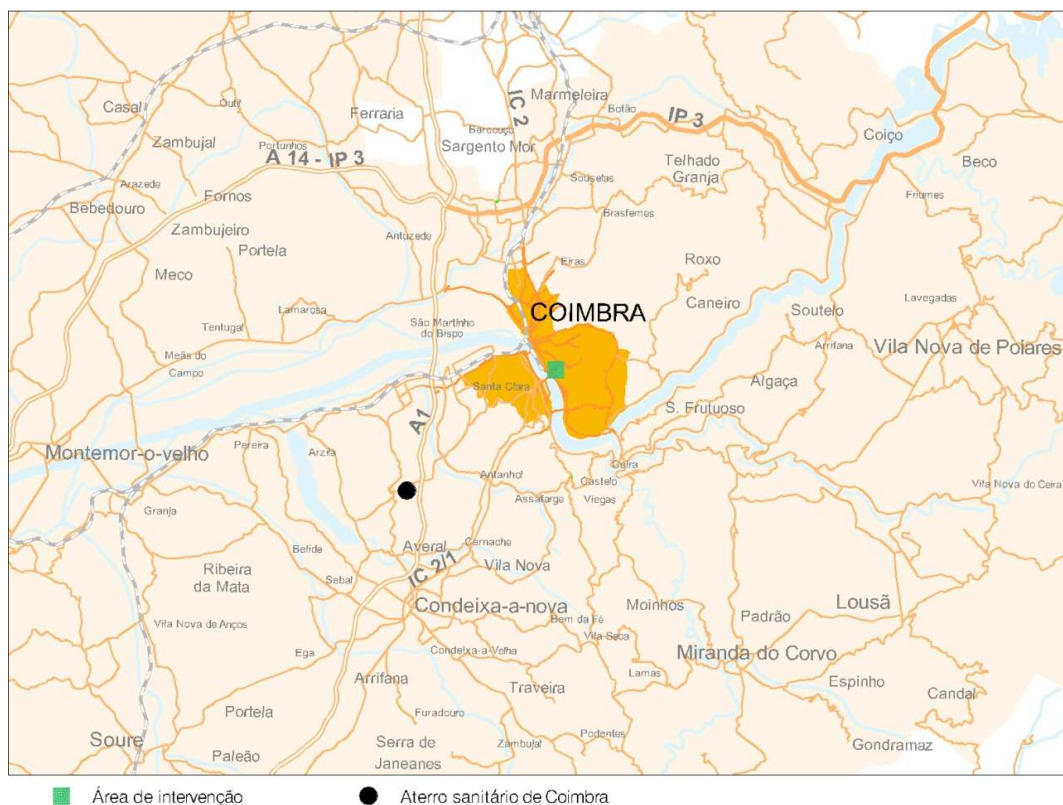 Marmeleira
Casal
Outil
Ferraria
IC 2
Botão
IP 3
Barcouço
Zambujal
Portunhos
Sargento Mor
Coiço
A 14 - IP 3
Telhado
Granja
Beco
Arazede
Souselas
Fornos
Friumes
Bebedouro
Brasfemes
Zambujeiro
Antuzede
Portela
Eiras
Roxo
Meco
Caneiro
Lavegadas
Lamarosa
COIMBRA
Soutelo
São Martinho
do Bispo
Tentugal
Arrifana
Vila Nova de Poiares
Meãs do
Campo
Algaça
Santa Clara
S. Frutuoso
A1
Pereira
Arzila
Montemor-o-velho
Ceira
Antanhol
Castelo
Viegas
Vila Nova do Ceira
Assafarge
Granja
Cernache
Averal
Belide
IC 2/1
Vila Nova
Ribeira
da Mata
Sebal
Condeixa-a-nova
Moinhos
Lousã
Padrão
Bem da Fé
Vila Nova de Anços
Vila Seca
Ega
Condeixa-a-Velha
Miranda do Corvo
Lamas
Arrifana
Espinho
Traveira
Candal
Portela
Furadouro
Podentes
Soure
Serra de
Janeanes
Zambujal
Gondramaz
Paleão
Área de intervenção
Aterro sanitário de Coimbra